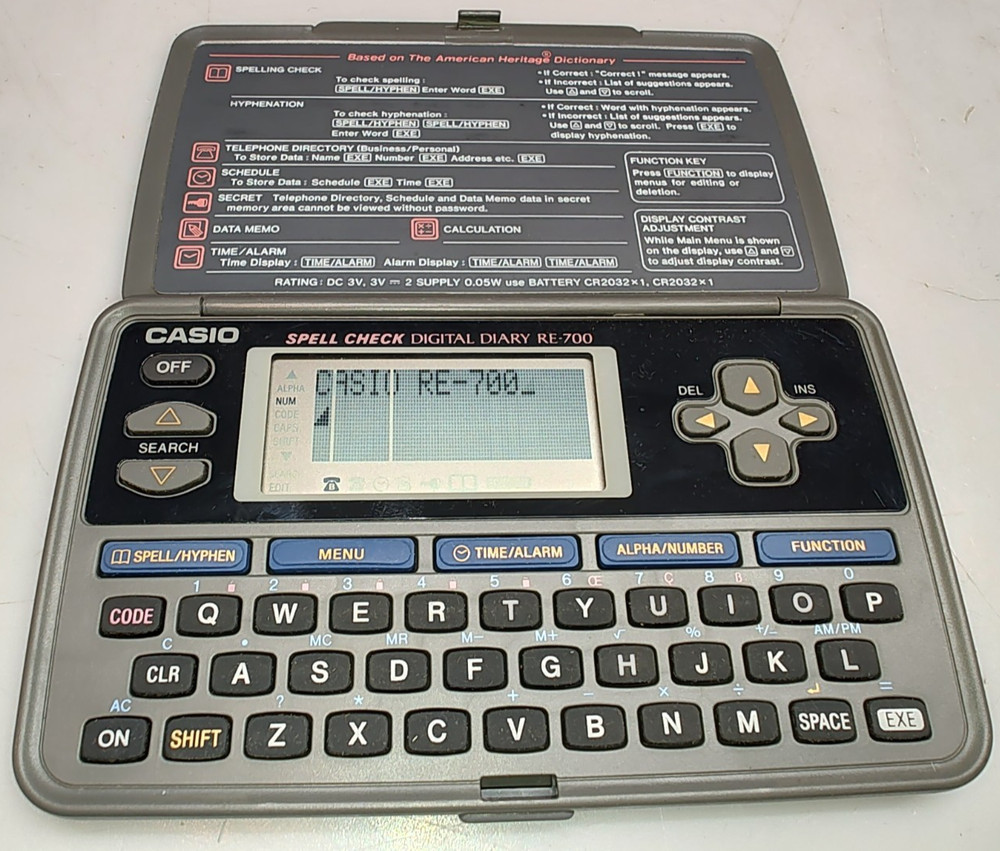 Based on The American Heritage® Dictionary
SPELLING CHECK
To check spelling :
SPELL/HYPHEN Enter Word EXE
• If Correct : "Correct!" message appears.
• If Incorrect : List of suggestions appears.
Use △ and ▽ to scroll.
HYPHENATION
To check hyphenation :
SPELL/HYPHEN SPELL/HYPHEN
Enter Word EXE
• If Correct : Word with hyphenation appears.
• If Incorrect : List of suggestions appears.
Use △ and ▽ to scroll. Press EXE to
display hyphenation.
TELEPHONE DIRECTORY (Business/Personal)
To Store Data : Name EXE Number EXE Address etc. EXE
SCHEDULE
To Store Data : Schedule EXE Time EXE
SECRET Telephone Directory, Schedule and Data Memo data in secret
memory area cannot be viewed without password.
DATA MEMO
CALCULATION
TIME/ALARM
Time Display : TIME/ALARM Alarm Display : TIME/ALARM TIME/ALARM
FUNCTION KEY
Press FUNCTION to display
menus for editing or
deletion.
DISPLAY CONTRAST
ADJUSTMENT
While Main Menu is shown
on the display, use △ and ▽
to adjust display contrast.
RATING: DC 3V, 3V ⎓ 2 SUPPLY 0.05W use BATTERY CR2032×1, CR2032×1
CASIO
SPELL CHECK DIGITAL DIARY RE-700
OFF
SEARCH
ALPHA
NUM
CODE
CAPS
SHIFT
EDIT
CASIO RE-700_
B
DEL INS
SPELL/HYPHEN MENU TIME/ALARM ALPHA/NUMBER FUNCTION
1 2 3 4 5 6 Œ 7 Ç 8 ß 9 0
CODE Q W E R T Y U I O P
C • MC MR M− M+ √ % +/− AM/PM
CLR A S D F G H J K L
AC ? * + − × ÷ =
ON SHIFT Z X C V B N M SPACE EXE